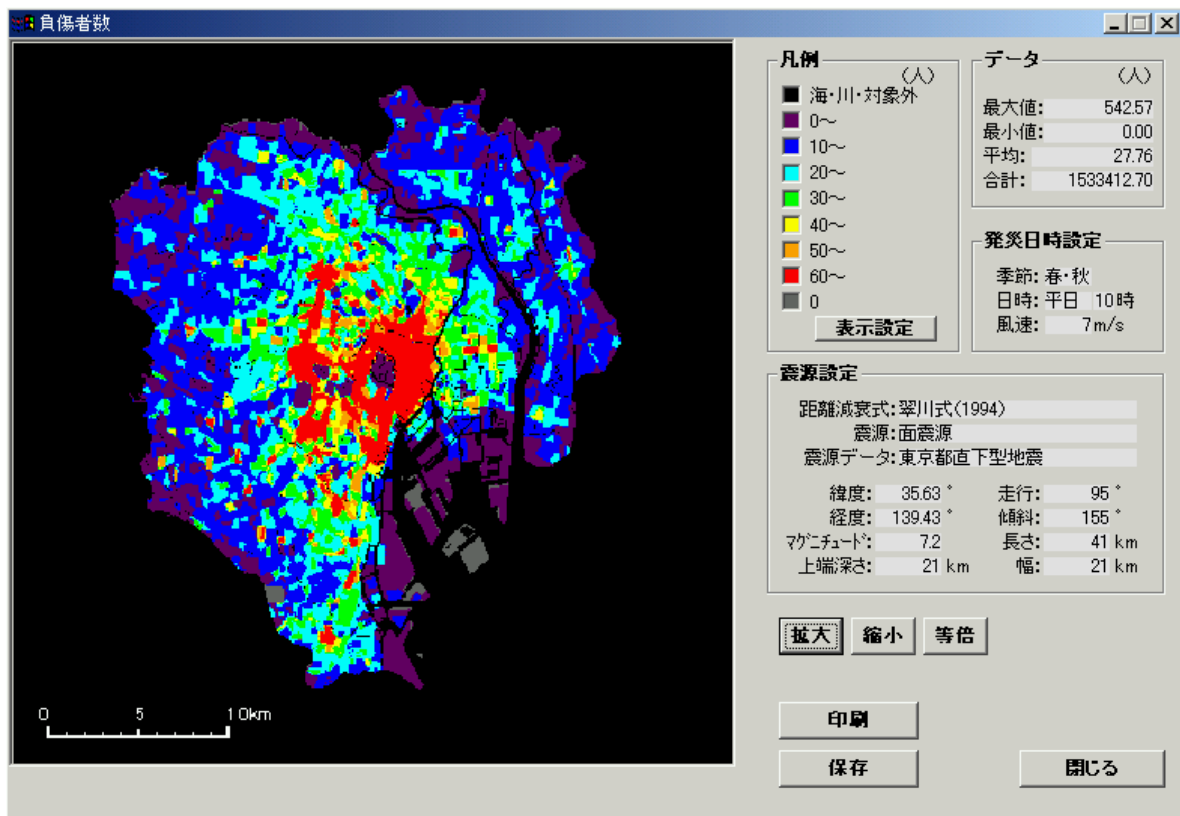 負傷者数
凡例
(人)
海・川・対象外
0～
10～
20～
30～
40～
50～
60～
0
表示設定
データ
(人)
最大値: 542.57
最小値: 0.00
平均: 27.76
合計: 1533412.70
発災日時設定
季節: 春・秋
日時: 平日 10時
風速: 7m/s
震源設定
距離減衰式: 翠川式(1994)
震源: 面震源
震源データ: 東京都直下型地震
緯度: 35.63 ° 走行: 95 °
経度: 139.43 ° 傾斜: 155 °
マグニチュード: 7.2 長さ: 41 km
上端深さ: 21 km 幅: 21 km
拡大 縮小 等倍
0 5 10km
印刷
保存 閉じる